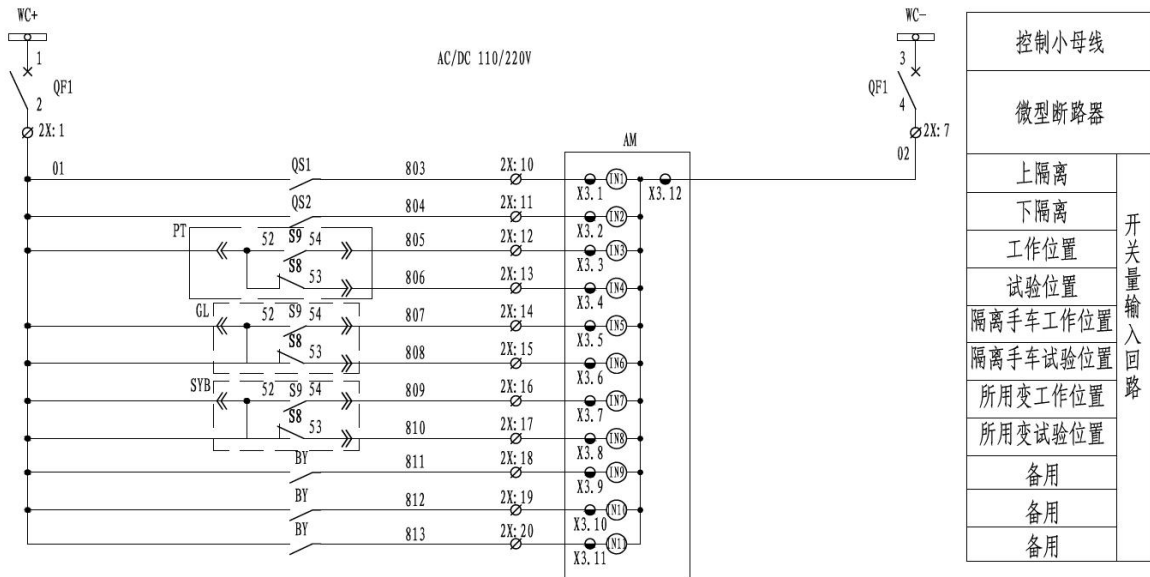 WC+
WC-
控制小母线
1
3
AC/DC 110/220V
QF1
QF1
2
4
微型断路器
2X:1
2X:7
AM
01
02
QS1
803
2X:10
X3.1
IN1
X3.12
上隔离
QS2
804
2X:11
X3.2
IN2
下隔离
PT
52
S9
54
805
2X:12
X3.3
IN3
工作位置
S8
53
806
2X:13
X3.4
IN4
试验位置
GL
52
S9
54
807
2X:14
X3.5
IN5
隔离手车工作位置
S8
53
808
2X:15
X3.6
IN6
隔离手车试验位置
SYB
52
S9
54
809
2X:16
X3.7
IN7
所用变工作位置
S8
53
810
2X:17
X3.8
IN8
所用变试验位置
BY
811
2X:18
X3.9
IN9
备用
BY
812
2X:19
X3.10
IN10
备用
BY
813
2X:20
X3.11
IN11
备用
开关量输入回路